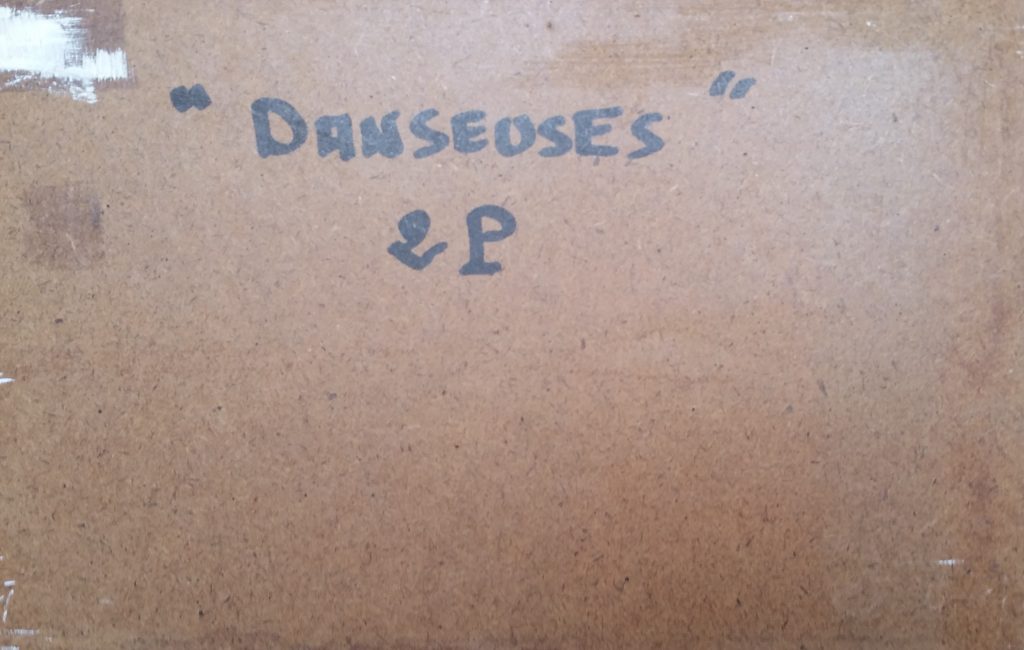 " DANSEUSES "
2P